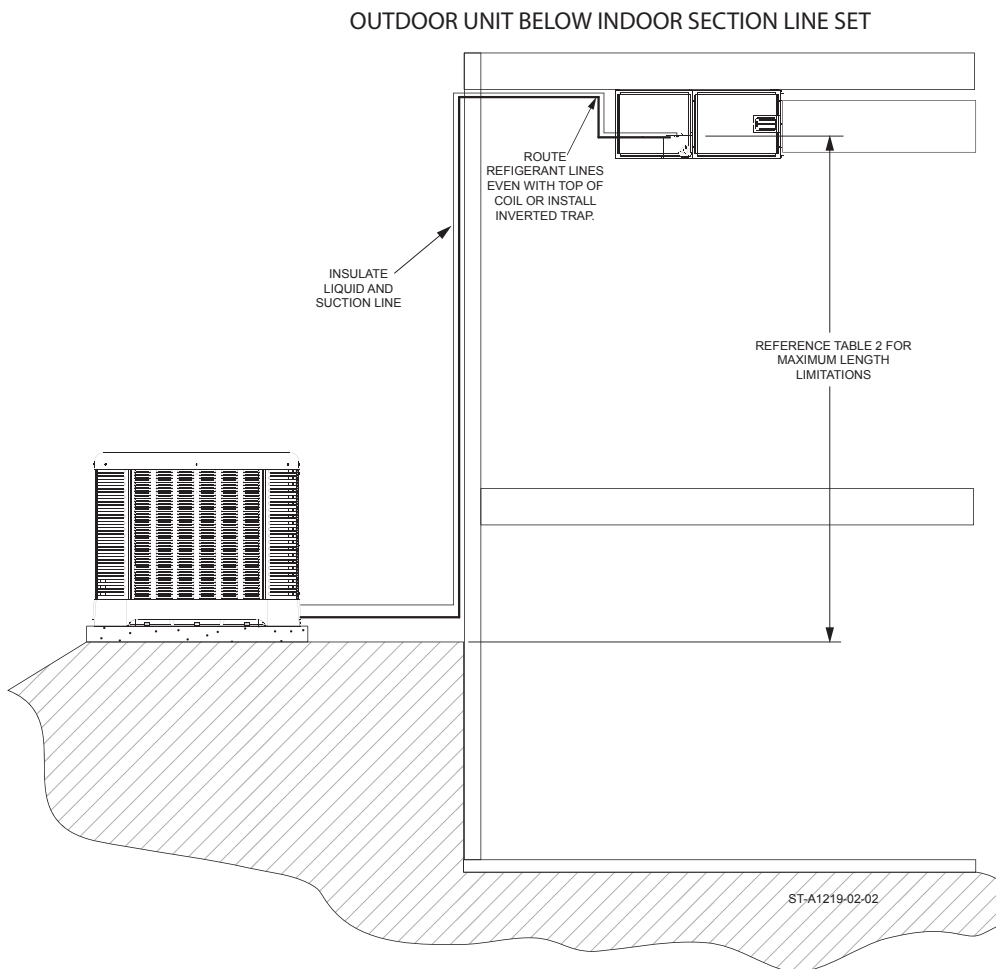 OUTDOOR UNIT BELOW INDOOR SECTION LINE SET
ROUTE
REFIGERANT LINES
EVEN WITH TOP OF
COIL OR INSTALL
INVERTED TRAP.
INSULATE
LIQUID AND
SUCTION LINE
REFERENCE TABLE 2 FOR
MAXIMUM LENGTH
LIMITATIONS
ST-A1219-02-02